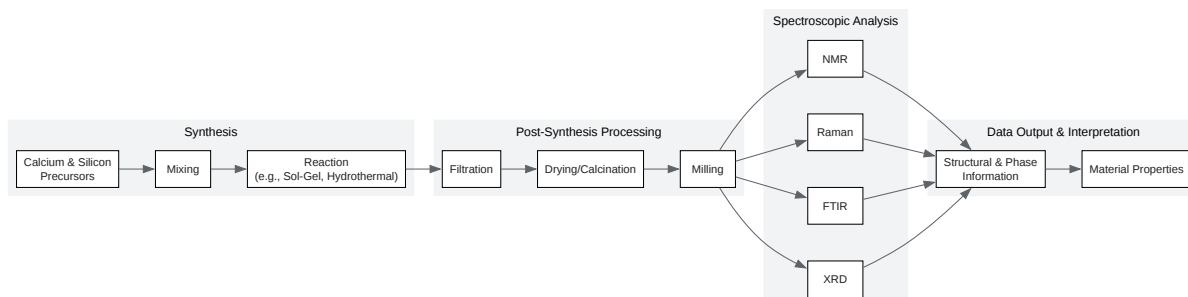 Spectroscopic Analysis
NMR
Synthesis
Post-Synthesis Processing
Raman
Data Output & Interpretation
Calcium & Silicon
Precursors
Mixing
Reaction
(e.g., Sol-Gel, Hydrothermal)
Filtration
Drying/Calcination
Milling
Structural & Phase
Information
Material Properties
FTIR
XRD